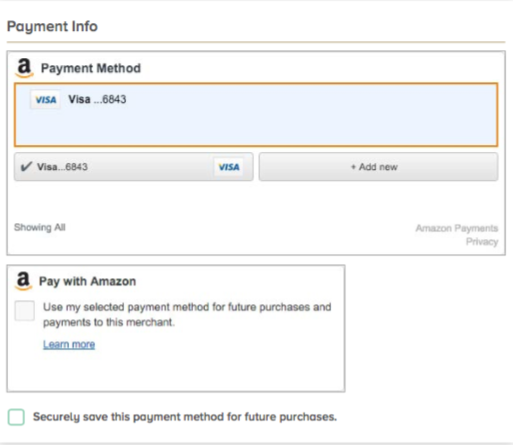 Payment Info
a Payment Method
VISA Visa ...6843
✔ Visa...6843 VISA + Add new
Showing All Amazon Payments
Privacy
a Pay with Amazon
Use my selected payment method for future purchases and
payments to this merchant.
Learn more
Securely save this payment method for future purchases.